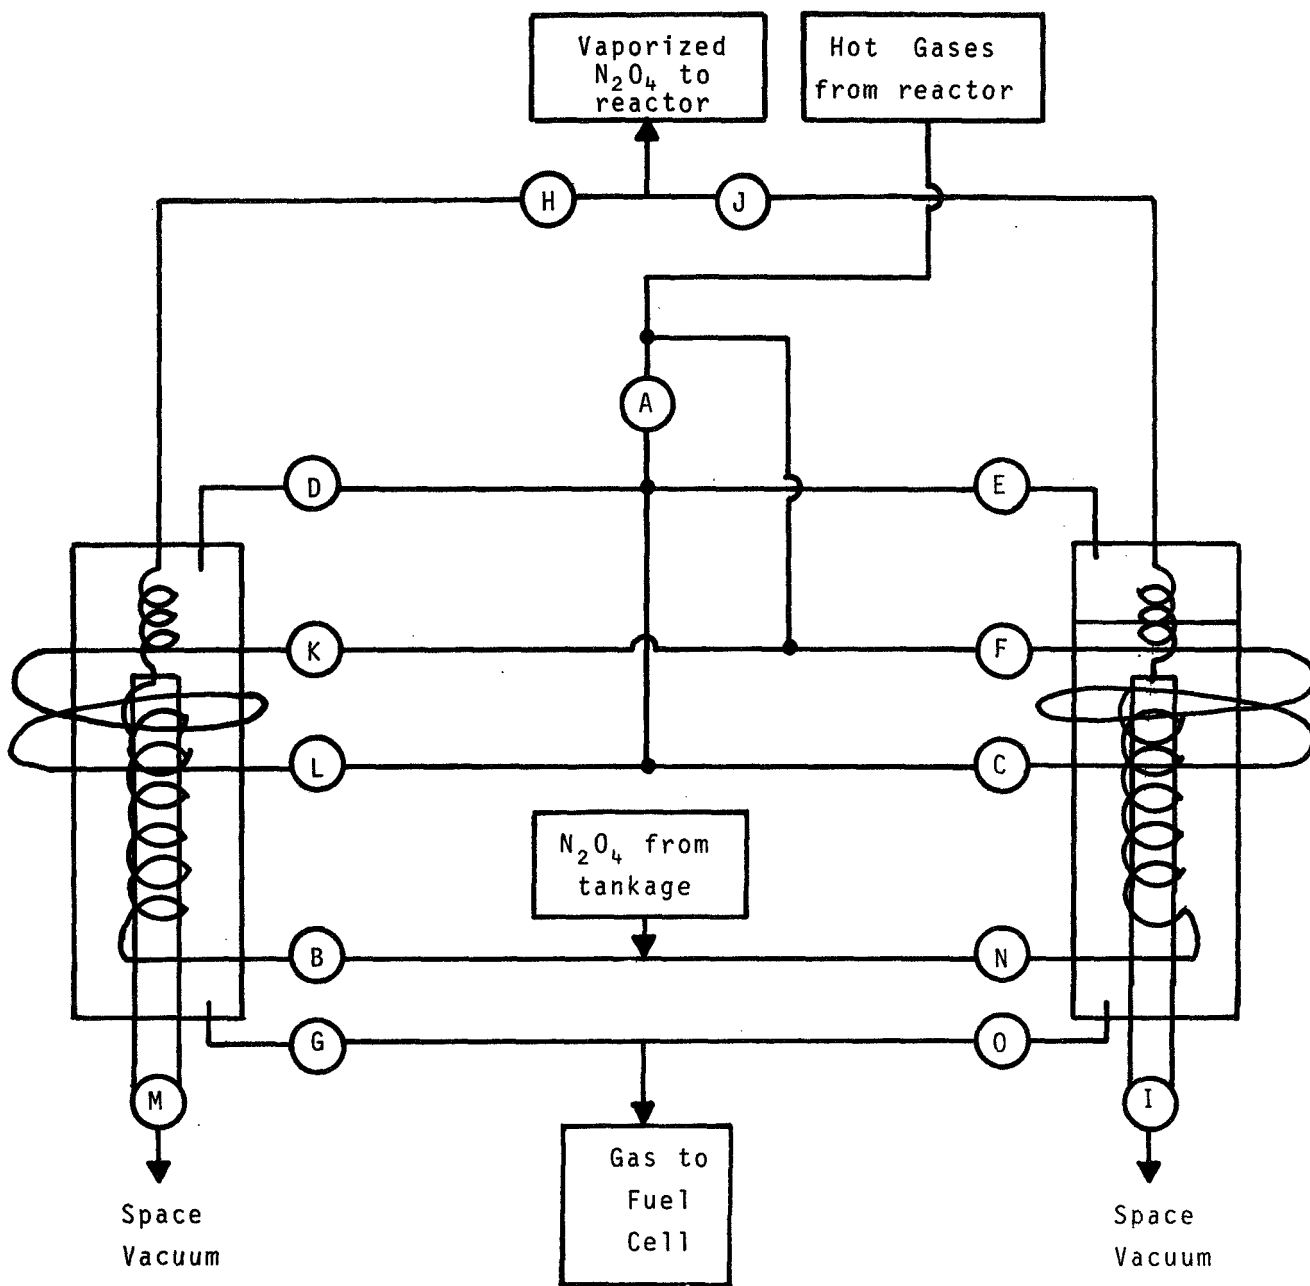 Vaporized
N₂O₄ to
reactor
Hot Gases
from reactor
H
J
A
D
E
K
F
L
C
N₂O₄ from
tankage
B
N
G
O
M
I
Gas to
Fuel
Cell
Space
Vacuum
Space
Vacuum